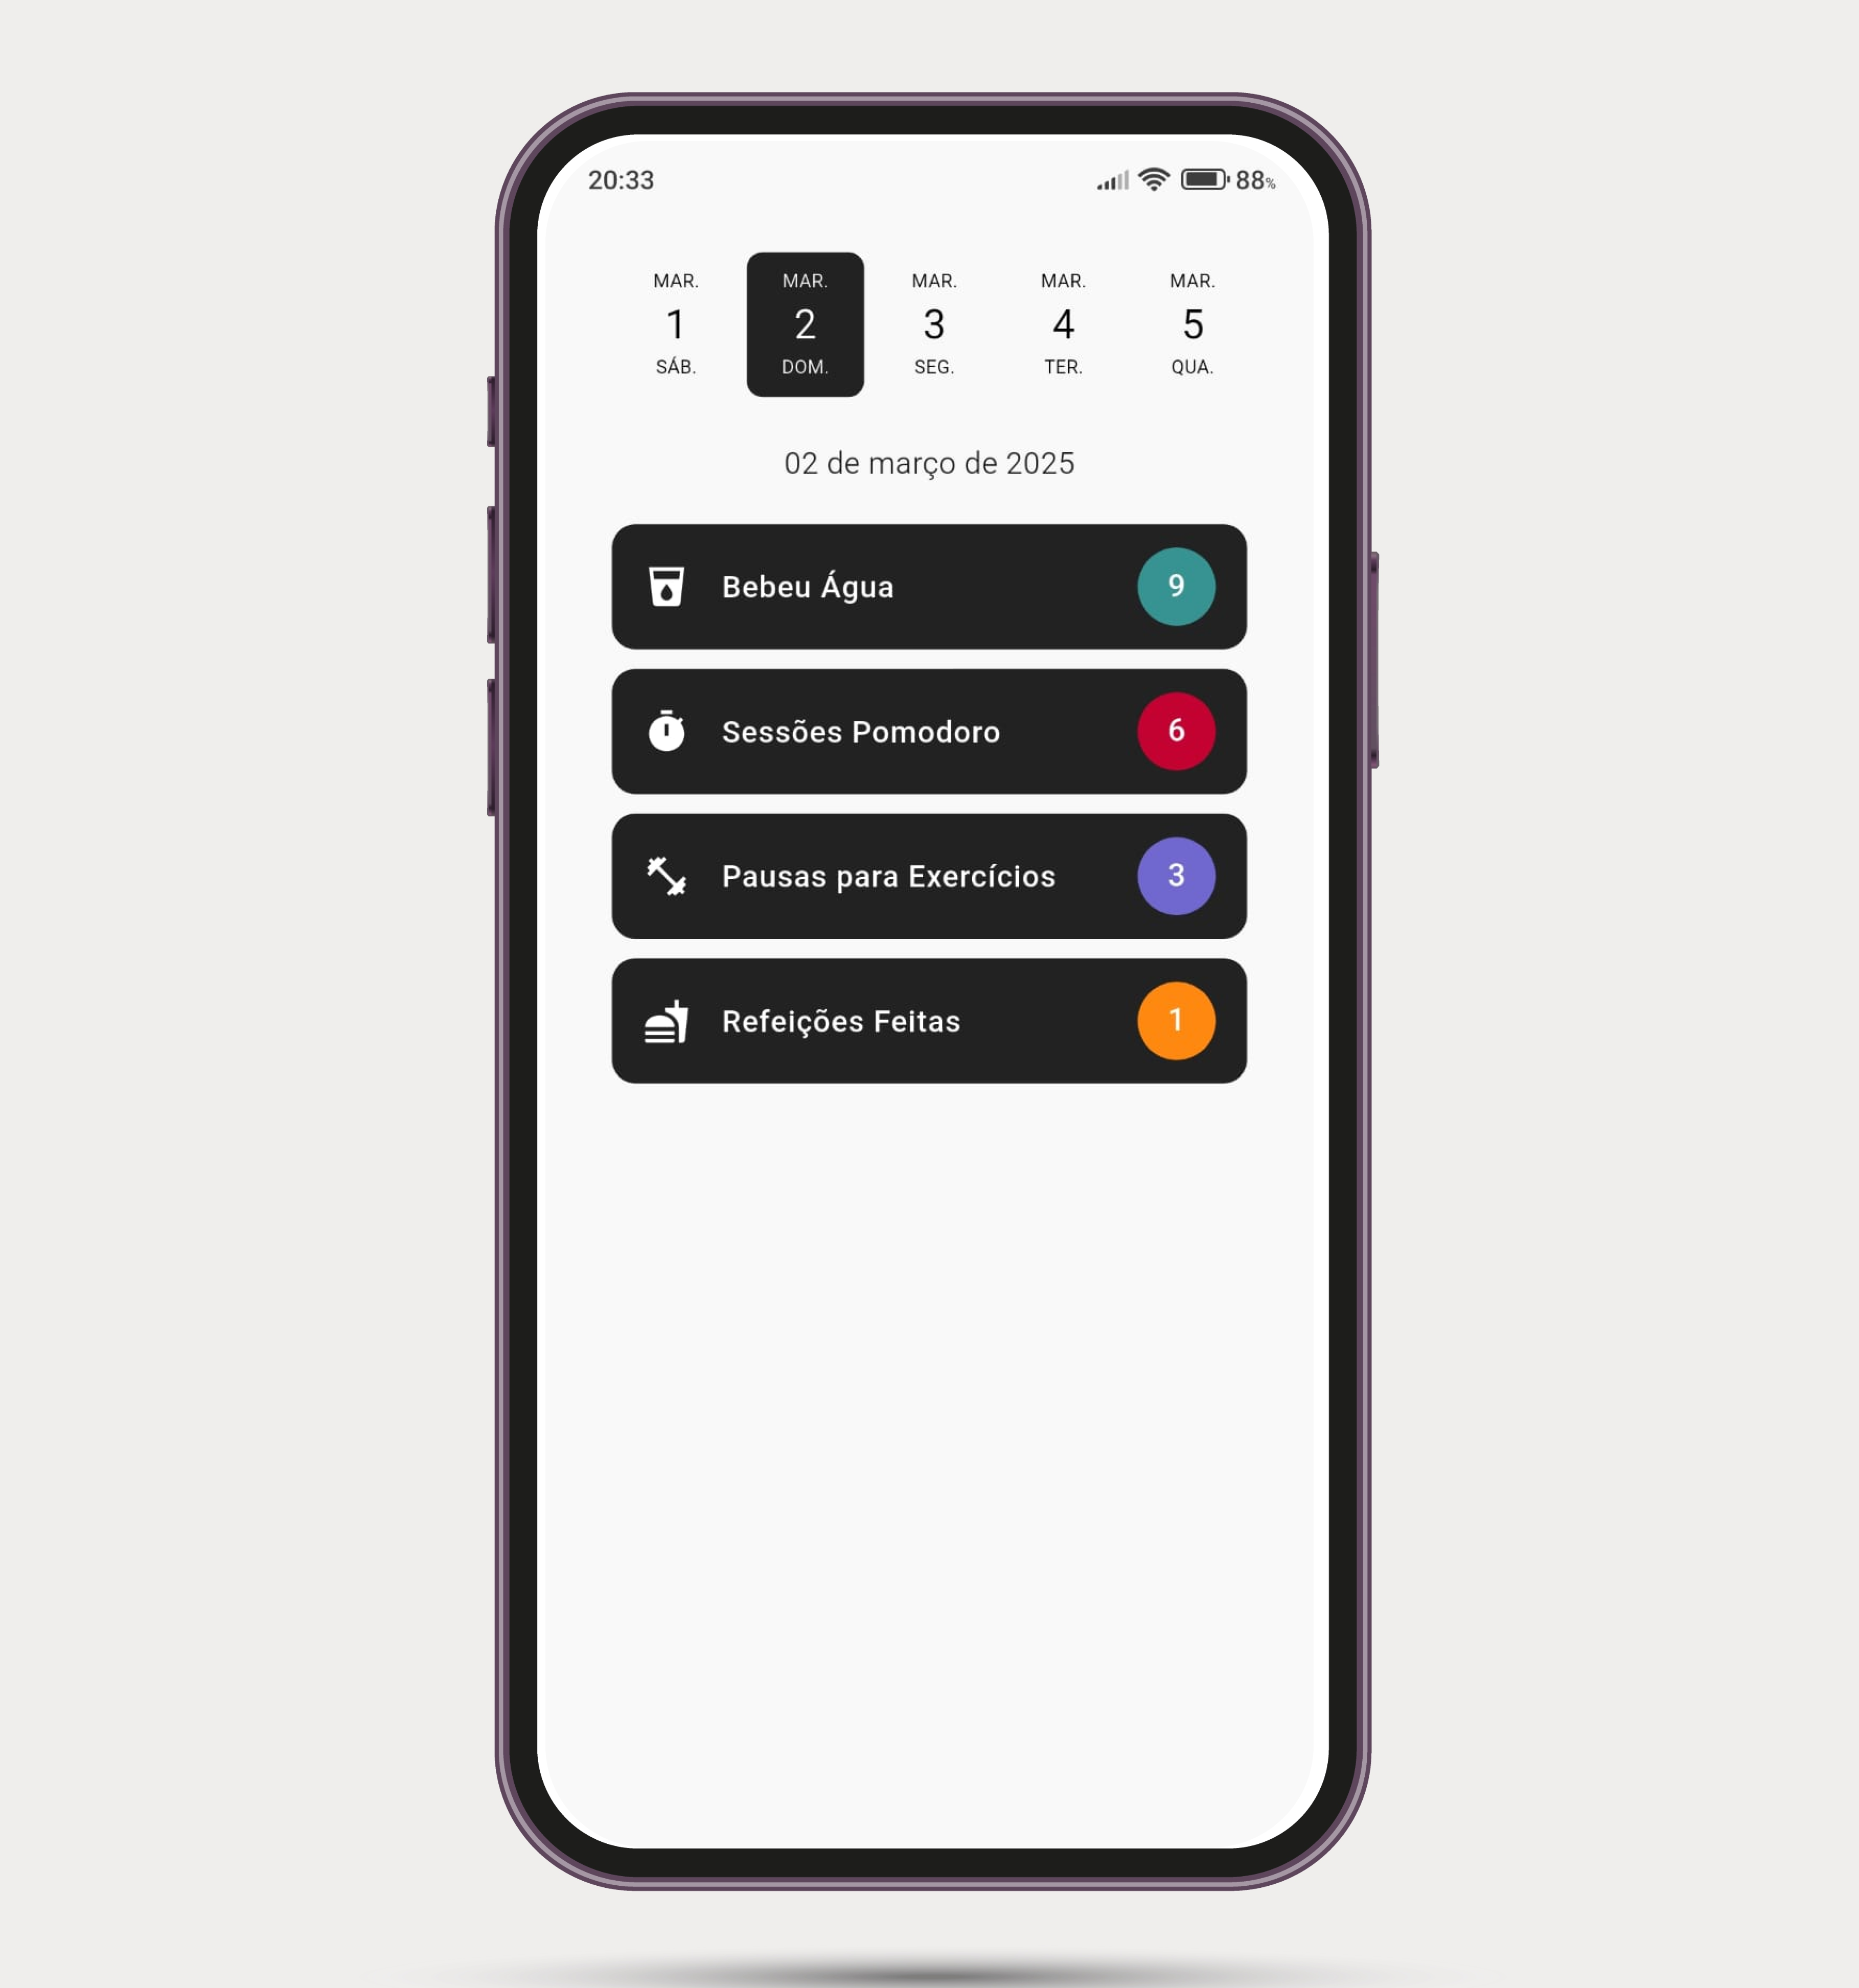 20:33 88%
MAR. MAR. MAR. MAR. MAR.
1 2 3 4 5
SÁB. DOM. SEG. TER. QUA.
02 de março de 2025
Bebeu Água 9
Sessões Pomodoro 6
Pausas para Exercícios 3
Refeições Feitas 1